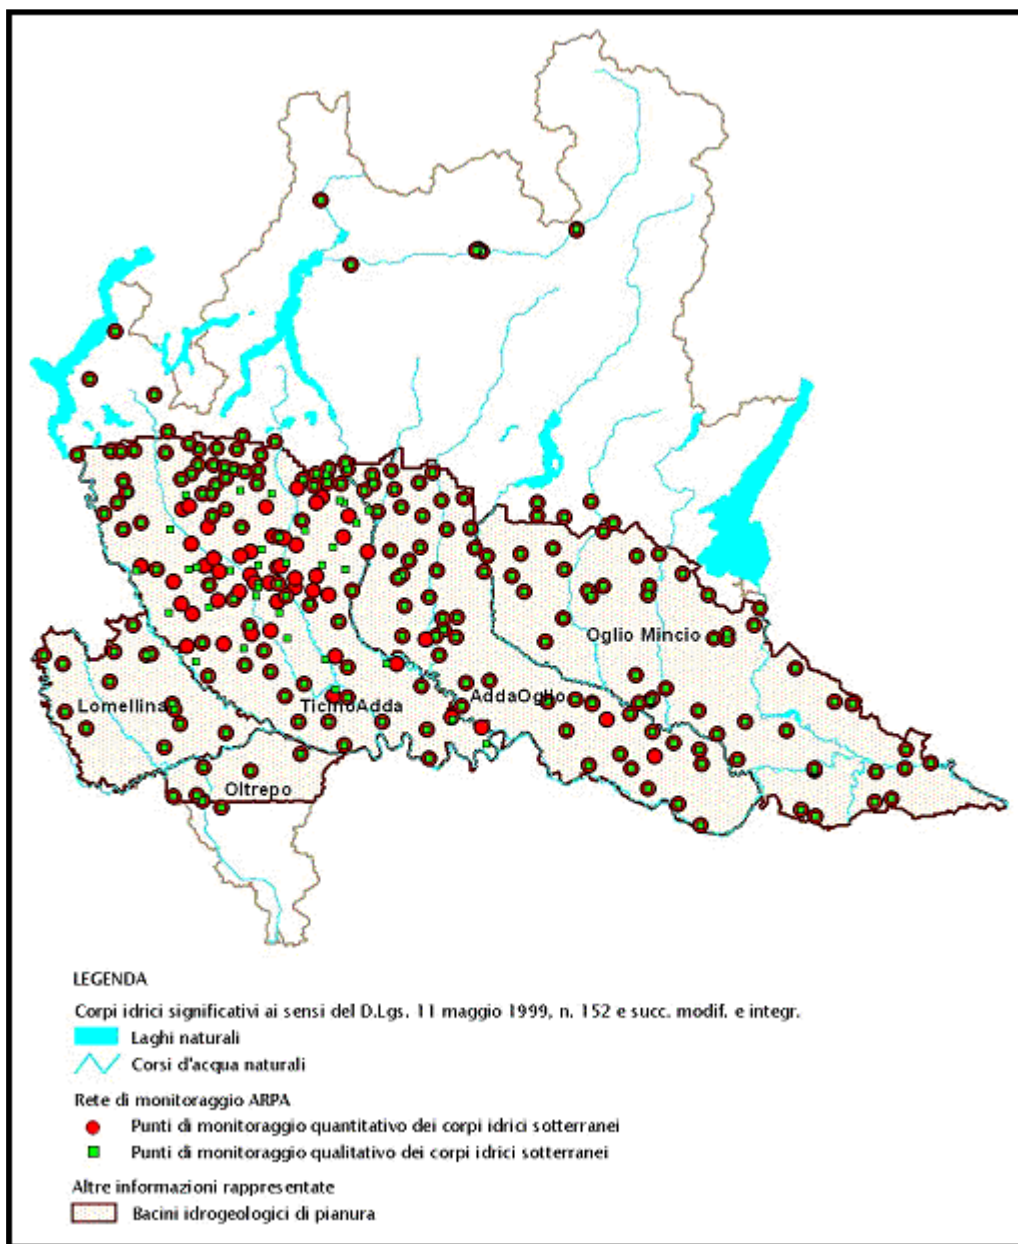 Oglio Mincio
AddaOglio
TicinoAdda
Lomellina
Oltrepo
LEGENDA
Corpi idrici significativi ai sensi del D.Lgs. 11 maggio 1999, n. 152 e succ. modif. e integr.
Laghi naturali
Corsi d'acqua naturali
Rete di monitoraggio ARPA
Punti di monitoraggio quantitativo dei corpi idrici sotterranei
Punti di monitoraggio qualitativo dei corpi idrici sotterranei
Altre informazioni rappresentate
Bacini idrogeologici di pianura